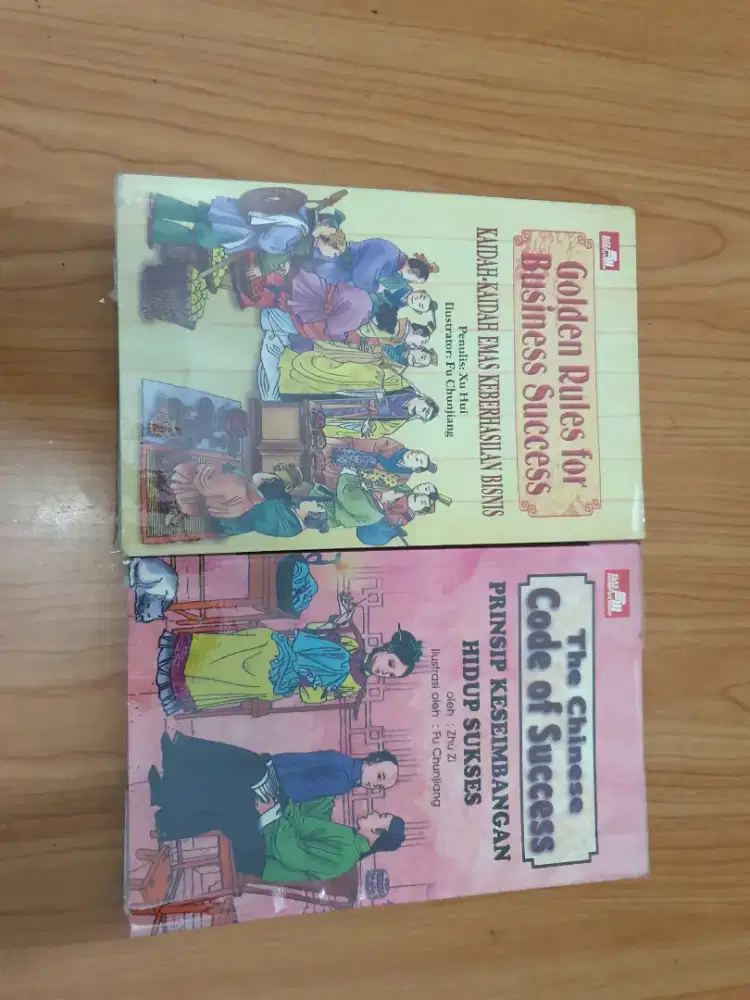 Golden Rules for
Business Success
KAIDAH-KAIDAH EMAS KEBERHASILAN BISNIS
Penulis: Xu Hui
Ilustrator: Fu Chunjiang
The Chinese
Code of Success
PRINSIP KESEIMBANGAN
HIDUP SUKSES
oleh : Zhu Zi
Ilustrasi oleh : Fu Chunjiang